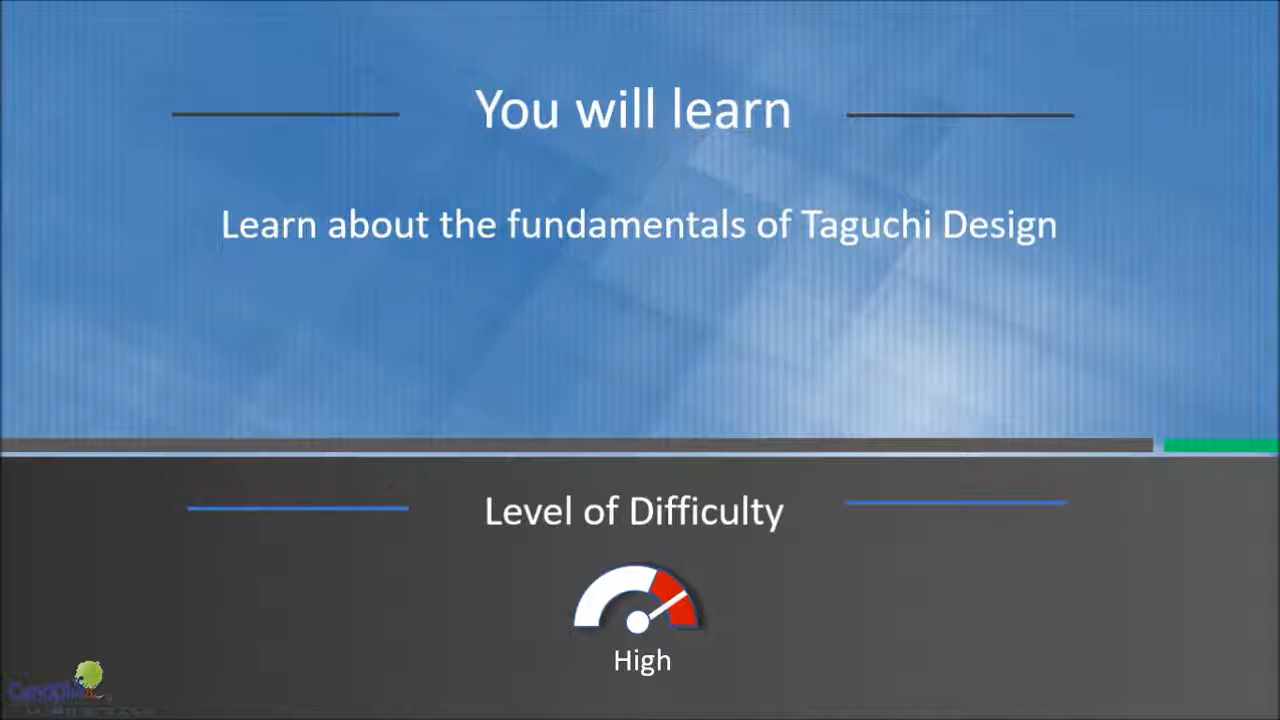 You will learn
Learn about the fundamentals of Taguchi Design
Level of Difficulty
High